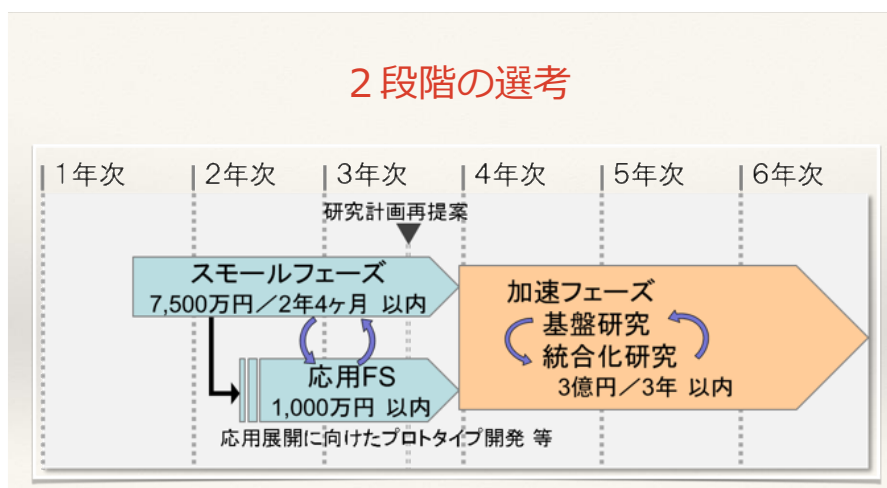 ２段階の選考
1年次
2年次
3年次
4年次
5年次
6年次
研究計画再提案
スモールフェーズ
7,500万円／2年4ヶ月 以内
応用FS
1,000万円 以内
応用展開に向けたプロトタイプ開発 等
加速フェーズ
基盤研究
統合化研究
3億円／3年 以内